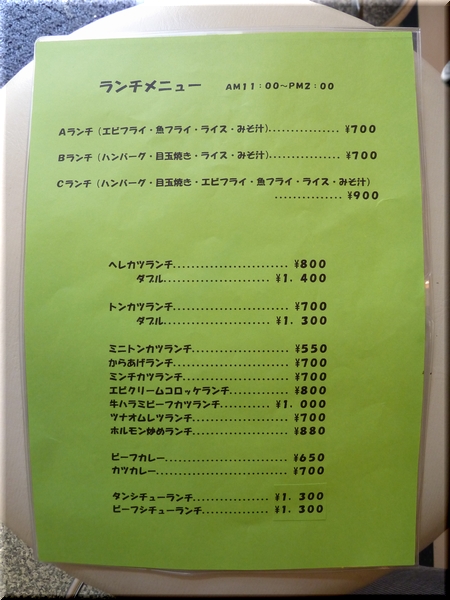 ランチメニュー　AM11：00～PM2：00
Aランチ（エビフライ・魚フライ・ライス・みそ汁）................ ¥700
Bランチ（ハンバーグ・目玉焼き・ライス・みそ汁）................ ¥700
Cランチ（ハンバーグ・目玉焼き・エビフライ・魚フライ・ライス・みそ汁）
............... ¥900
ヘレカツランチ......................... ¥800
ダブル....................... ¥1，400
トンカツランチ......................... ¥700
ダブル....................... ¥1，300
ミニトンカツランチ..................... ¥550
からあげランチ......................... ¥700
ミンチカツランチ....................... ¥700
エビクリームコロッケランチ............. ¥800
牛ハラミビーフカツランチ........... ¥1，000
ツナオムレツランチ..................... ¥700
ホルモン炒めランチ..................... ¥880
ビーフカレー........................... ¥650
カツカレー............................. ¥700
タンシチューランチ................ ¥1，300
ビーフシチューランチ.............. ¥1，300